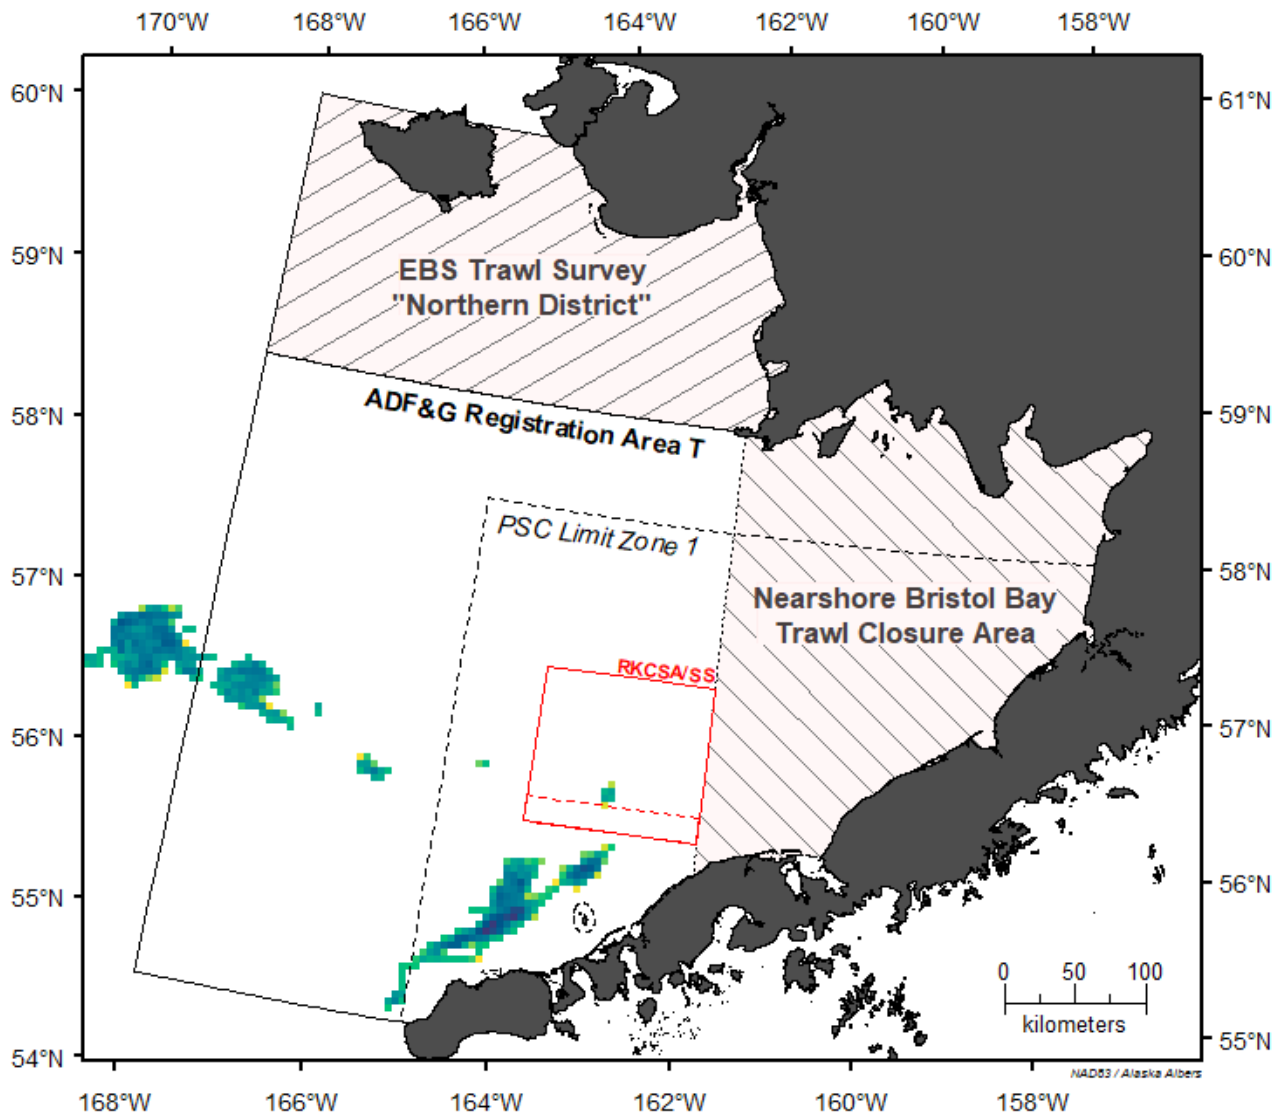 170°W 168°W 166°W 164°W 162°W 160°W 158°W
60°N
61°N
EBS Trawl Survey
"Northern District"
59°N
60°N
ADF&G Registration Area T
58°N
59°N
PSC Limit Zone 1
57°N
58°N
Nearshore Bristol Bay
Trawl Closure Area
RKCSA/SS
56°N
57°N
55°N
56°N
0 50 100
kilometers
54°N
55°N
NAD83 / Alaska Albers
168°W 166°W 164°W 162°W 160°W 158°W